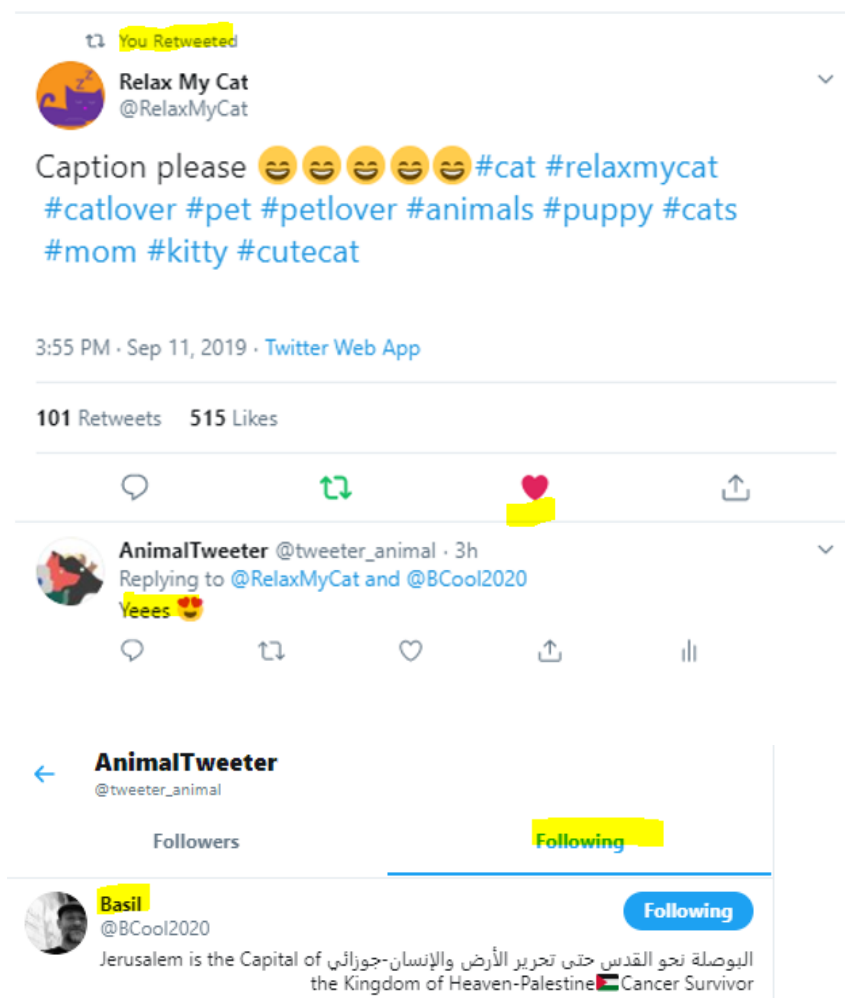 You Retweeted
Relax My Cat
@RelaxMyCat
Caption please 😄😄😄😄😄#cat #relaxmycat
#catlover #pet #petlover #animals #puppy #cats
#mom #kitty #cutecat
3:55 PM · Sep 11, 2019 · Twitter Web App
101 Retweets 515 Likes
AnimalTweeter @tweeter_animal · 3h
Replying to @RelaxMyCat and @BCool2020
Yeees 😍
AnimalTweeter
@tweeter_animal
Followers Following
Basil
@BCool2020
Following
Jerusalem is the Capital of البوصلة نحو القدس حتى تحرير الأرض والإنسان-جوزائي
the Kingdom of Heaven-Palestine🇵🇸Cancer Survivor